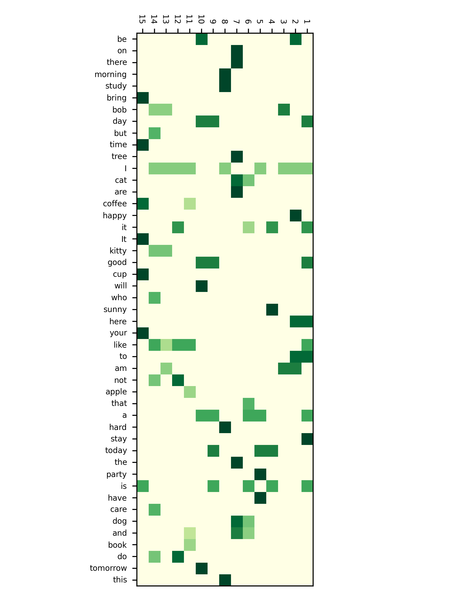 15 14 13 12 11 10 9 8 7 6 5 4 3 2 1
be
on
there
morning
study
bring
bob
day
but
time
tree
I
cat
are
coffee
happy
it
It
kitty
good
cup
will
who
sunny
here
your
like
to
am
not
apple
that
a
hard
stay
today
the
party
is
have
care
dog
and
book
do
tomorrow
this